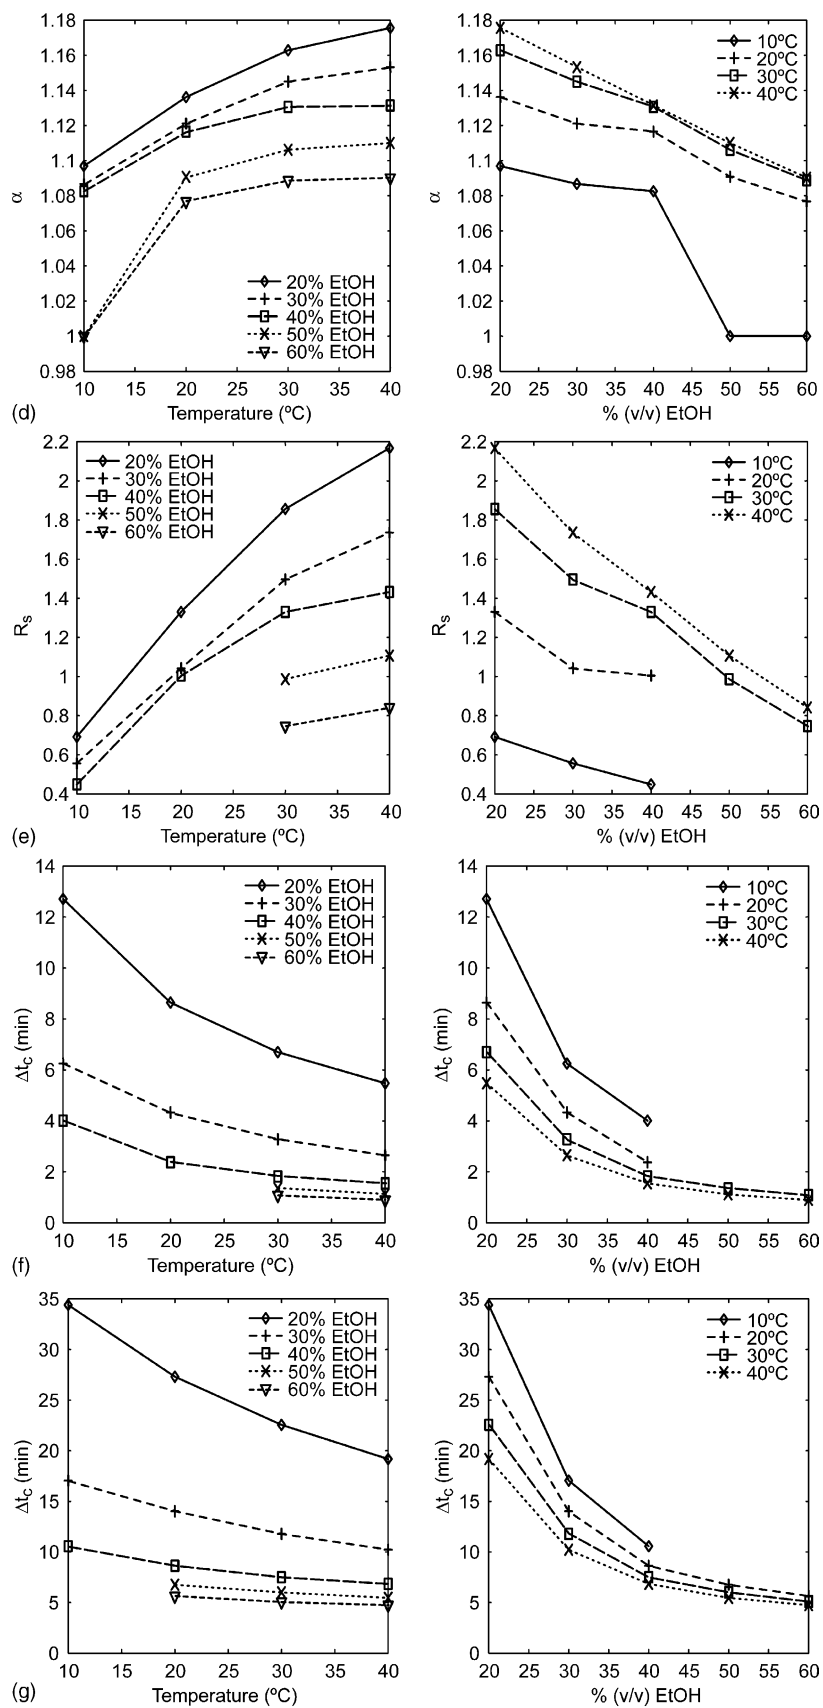 1.18
1.16
1.14
1.12
1.1
1.08
1.06
1.04
1.02
1
0.98
α
20% EtOH
30% EtOH
40% EtOH
50% EtOH
60% EtOH
10 15 20 25 30 35 40
Temperature (ºC)
(d)
1.18
1.16
1.14
1.12
1.1
1.08
1.06
1.04
1.02
1
0.98
α
10ºC
20ºC
30ºC
40ºC
20 25 30 35 40 45 50 55 60
% (v/v) EtOH
2.2
2
1.8
1.6
1.4
1.2
1
0.8
0.6
0.4
Rs
20% EtOH
30% EtOH
40% EtOH
50% EtOH
60% EtOH
10 15 20 25 30 35 40
Temperature (ºC)
(e)
2.2
2
1.8
1.6
1.4
1.2
1
0.8
0.6
0.4
Rs
10ºC
20ºC
30ºC
40ºC
20 25 30 35 40 45 50 55 60
% (v/v) EtOH
14
12
10
8
6
4
2
0
Δtc (min)
20% EtOH
30% EtOH
40% EtOH
50% EtOH
60% EtOH
10 15 20 25 30 35 40
Temperature (ºC)
(f)
14
12
10
8
6
4
2
0
Δtc (min)
10ºC
20ºC
30ºC
40ºC
20 25 30 35 40 45 50 55 60
% (v/v) EtOH
35
30
25
20
15
10
5
0
Δtc (min)
20% EtOH
30% EtOH
40% EtOH
50% EtOH
60% EtOH
10 15 20 25 30 35 40
Temperature (ºC)
(g)
35
30
25
20
15
10
5
0
Δtc (min)
10ºC
20ºC
30ºC
40ºC
20 25 30 35 40 45 50 55 60
% (v/v) EtOH